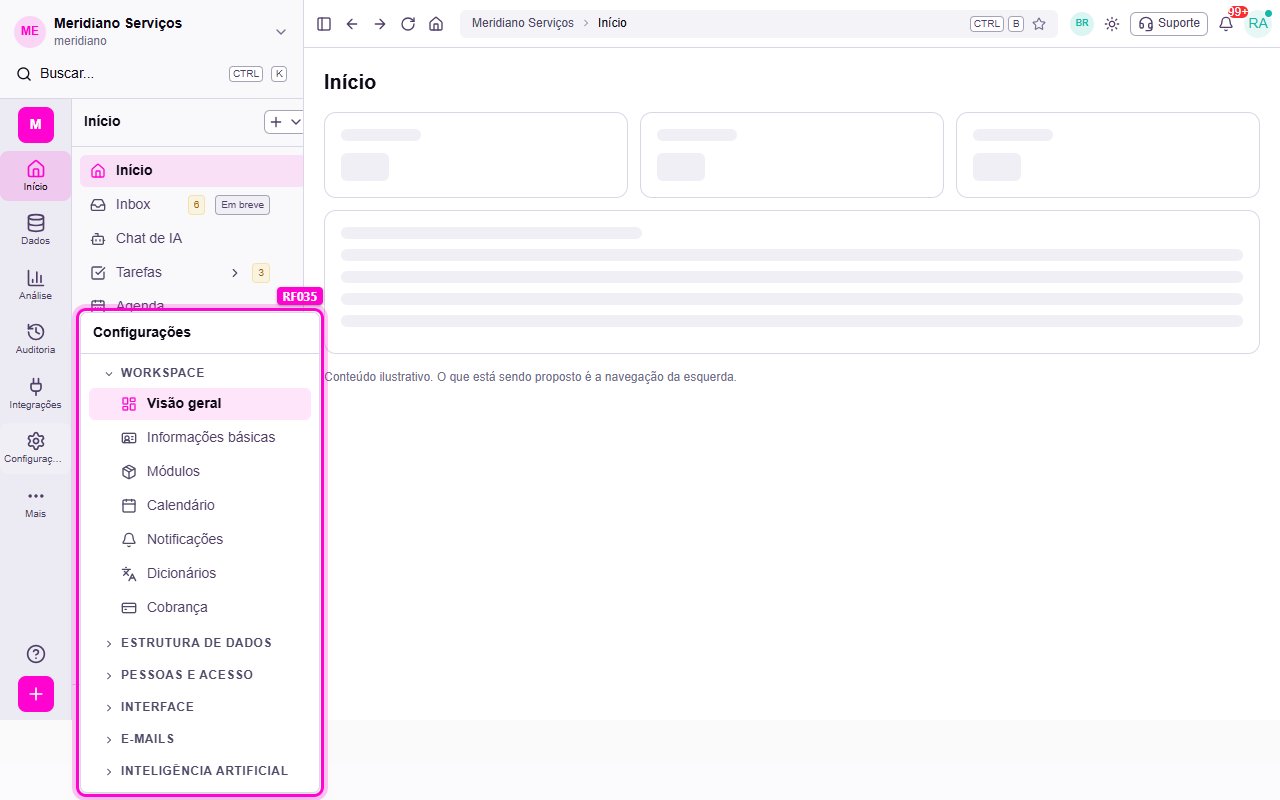 ME
Meridiano Serviços
meridiano
Buscar...
CTRL
K
Meridiano Serviços
Início
CTRL
B
BR
Suporte
99+
RA
M
Início
Dados
Análise
Auditoria
Integrações
Configuraç...
Mais
Início
Início
Inbox
6
Em breve
Chat de IA
Tarefas
3
Agenda
RF035
Configurações
WORKSPACE
Visão geral
Informações básicas
Módulos
Calendário
Notificações
Dicionários
Cobrança
ESTRUTURA DE DADOS
PESSOAS E ACESSO
INTERFACE
E-MAILS
INTELIGÊNCIA ARTIFICIAL
Início
Conteúdo ilustrativo. O que está sendo proposto é a navegação da esquerda.